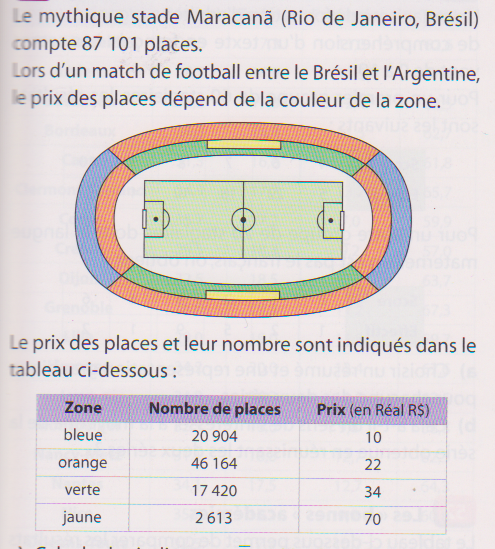 Le mythique stade Maracanã (Rio de Janeiro, Brésil)
compte 87 101 places.
Lors d'un match de football entre le Brésil et l'Argentine,
le prix des places dépend de la couleur de la zone.
Le prix des places et leur nombre sont indiqués dans le
tableau ci-dessous :
Zone Nombre de places Prix (en Réal R$)
bleue 20 904 10
orange 46 164 22
verte 17 420 34
jaune 2 613 70